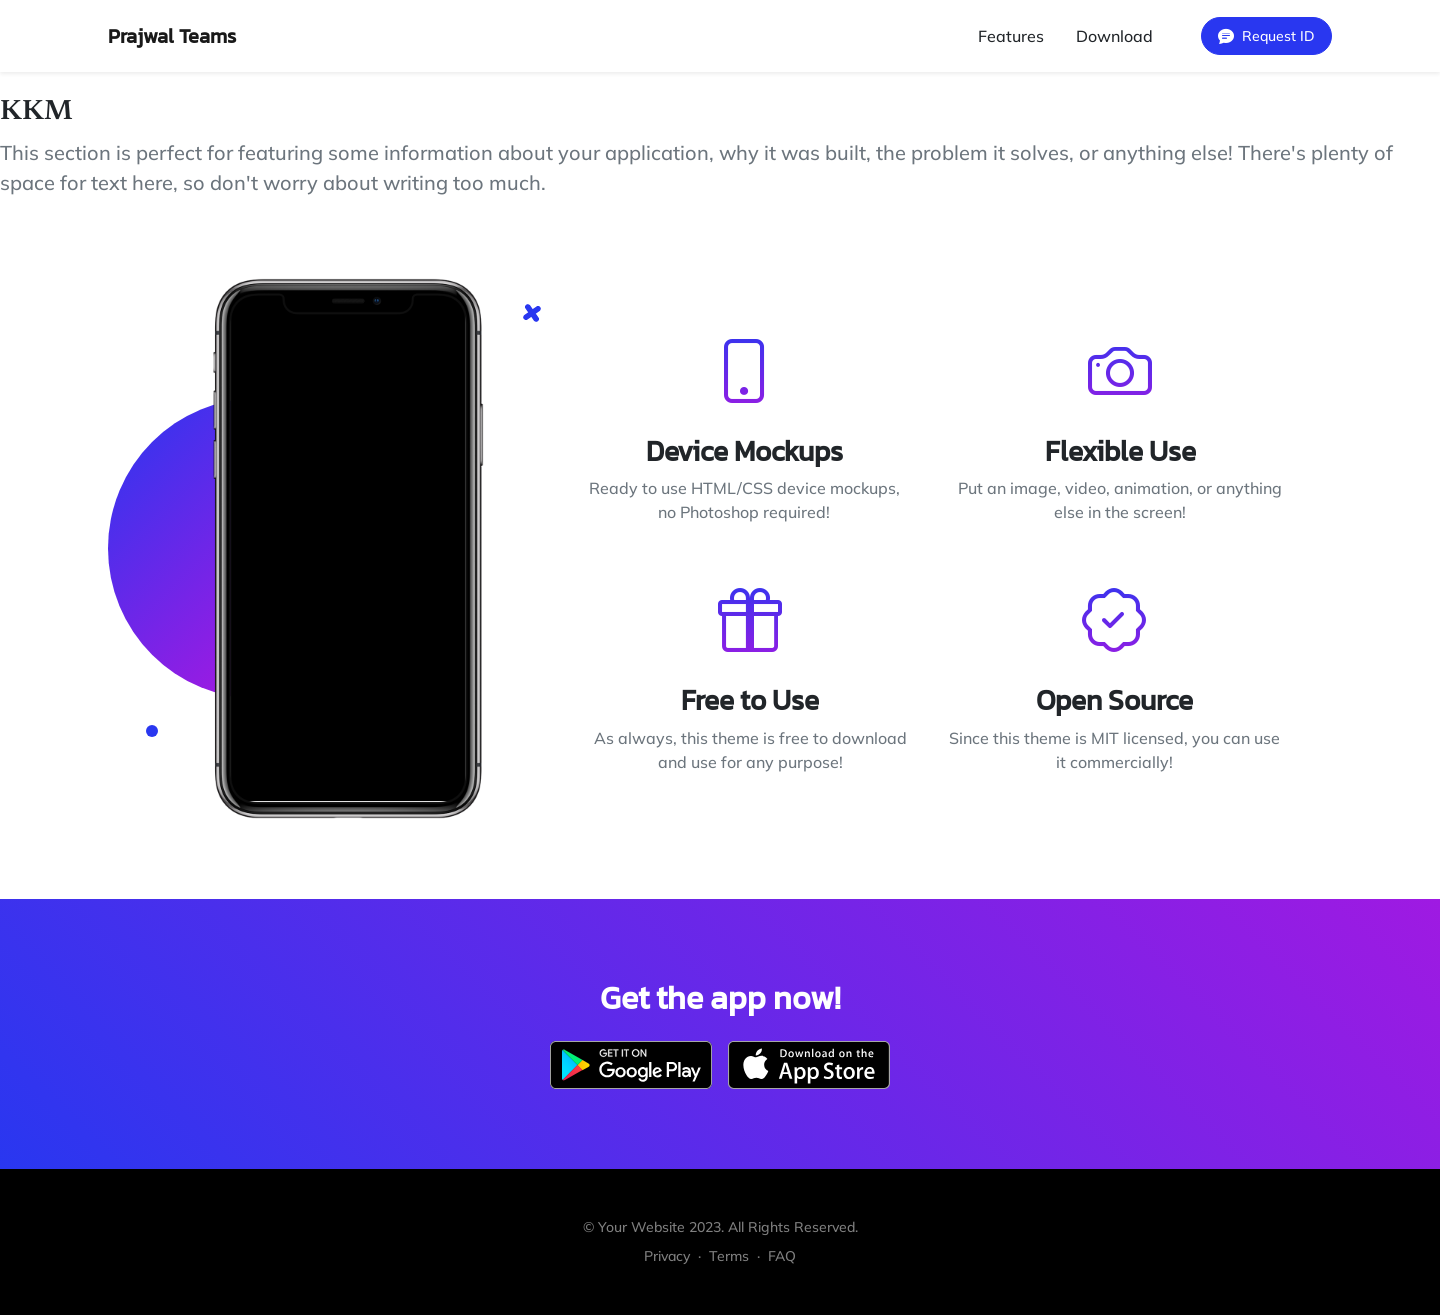 Prajwal Teams
Features
Download
Request ID
KKM
This section is perfect for featuring some information about your application, why it was built, the problem it solves, or anything else! There's plenty of
space for text here, so don't worry about writing too much.
Device Mockups
Ready to use HTML/CSS device mockups,
no Photoshop required!
Flexible Use
Put an image, video, animation, or anything
else in the screen!
Free to Use
As always, this theme is free to download
and use for any purpose!
Open Source
Since this theme is MIT licensed, you can use
it commercially!
Get the app now!
GET IT ON
Google Play
Download on the
App Store
© Your Website 2023. All Rights Reserved.
Privacy · Terms · FAQ